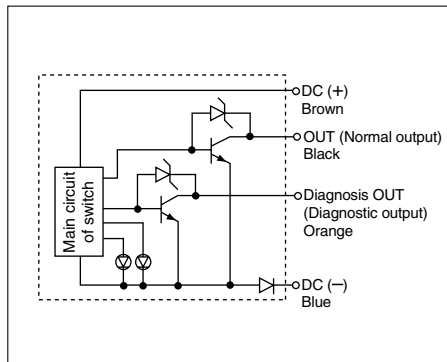 DC (+)
Brown
OUT (Normal output)
Black
Diagnosis OUT
(Diagnostic output)
Orange
Main circuit
of switch
DC (−)
Blue